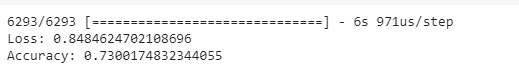 6293/6293 [==============================] - 6s 971us/step
Loss: 0.8484624702108696
Accuracy: 0.7300174832344055